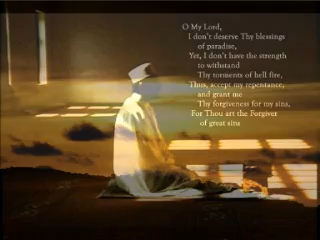 O My Lord,
I don't deserve Thy blessings
of paradise,
Yet, I don't have the strength
to withstand
Thy torments of hell fire,
Thus, accept my repentance,
and grant me
Thy forgiveness for my sins,
For Thou art the Forgiver
of great sins